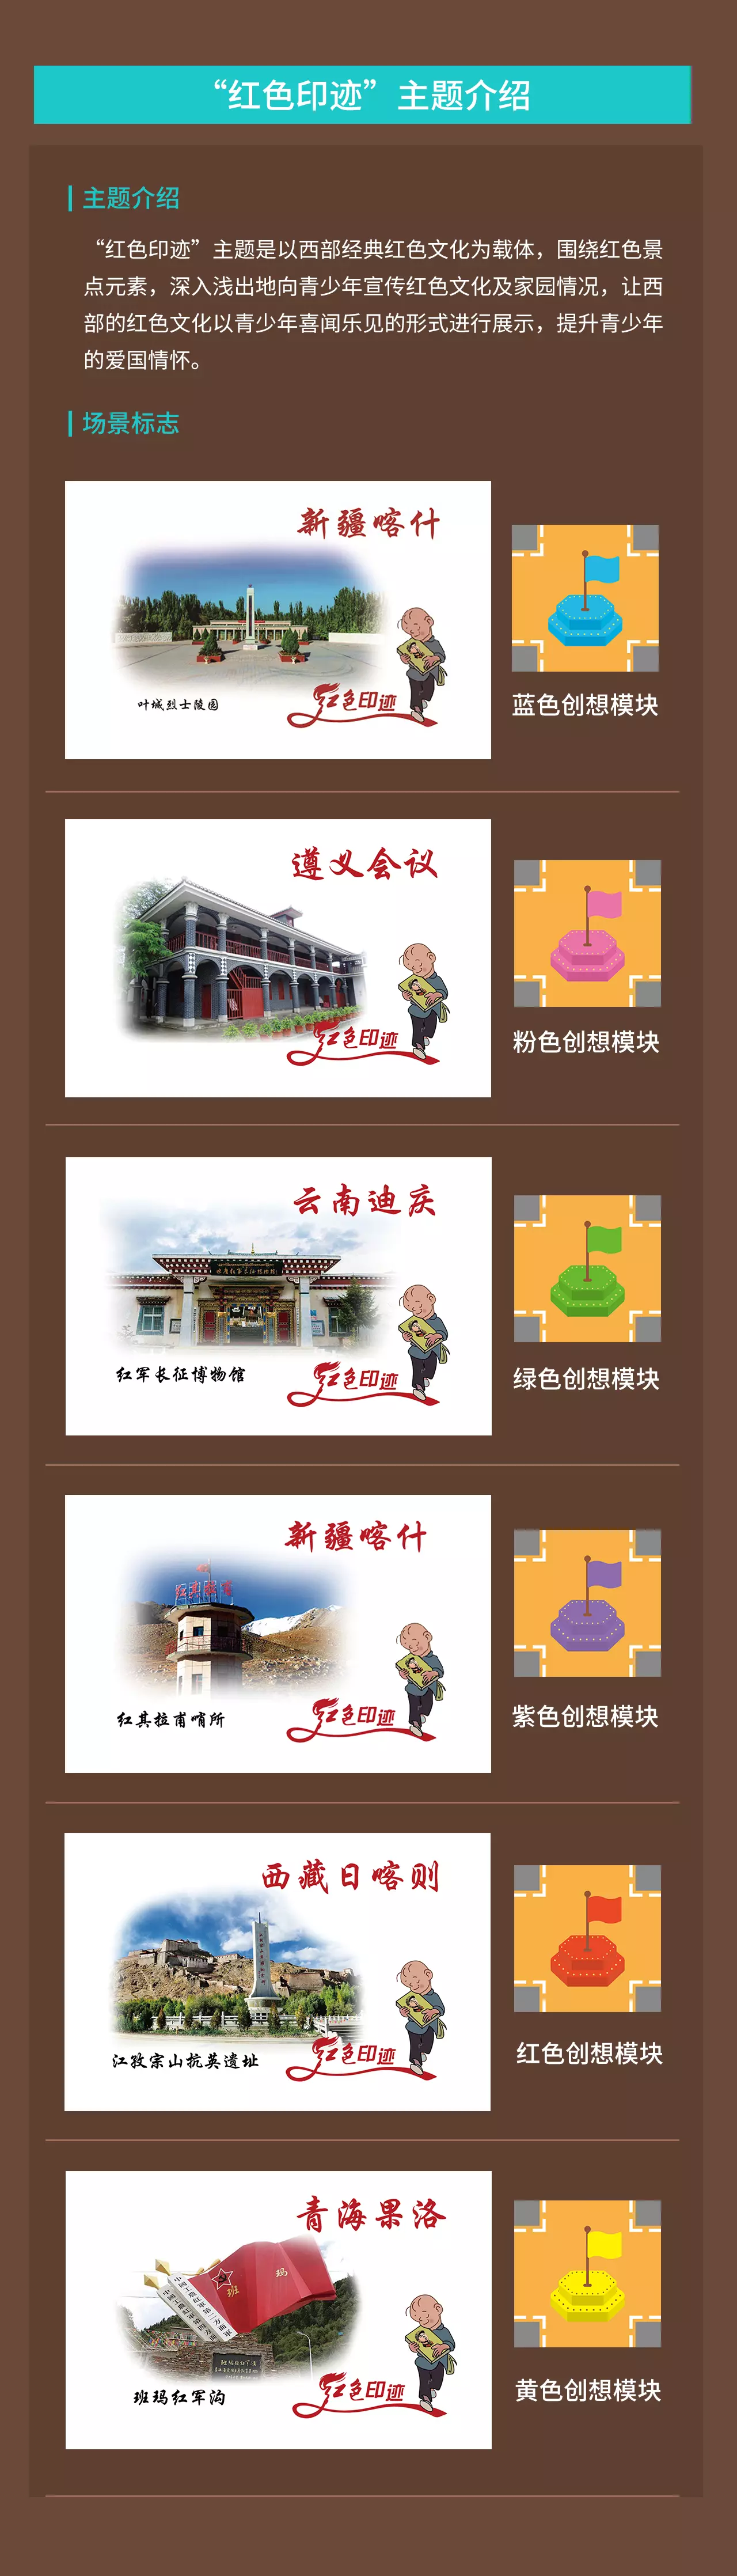 “红色印迹”主题介绍
主题介绍
“红色印迹”主题是以西部经典红色文化为载体，围绕红色景
点元素，深入浅出地向青少年宣传红色文化及家园情况，让西
部的红色文化以青少年喜闻乐见的形式进行展示，提升青少年
的爱国情怀。
场景标志
新疆喀什
叶城烈士陵园
红色印迹
蓝色创想模块
遵义会议
红色印迹
粉色创想模块
云南迪庆
红军长征博物馆
红色印迹
绿色创想模块
新疆喀什
红其拉甫
红其拉甫哨所
红色印迹
紫色创想模块
西藏日喀则
江孜宗山抗英遗址
红色印迹
红色创想模块
青海果洛
班玛
班玛红军沟
红色印迹
黄色创想模块